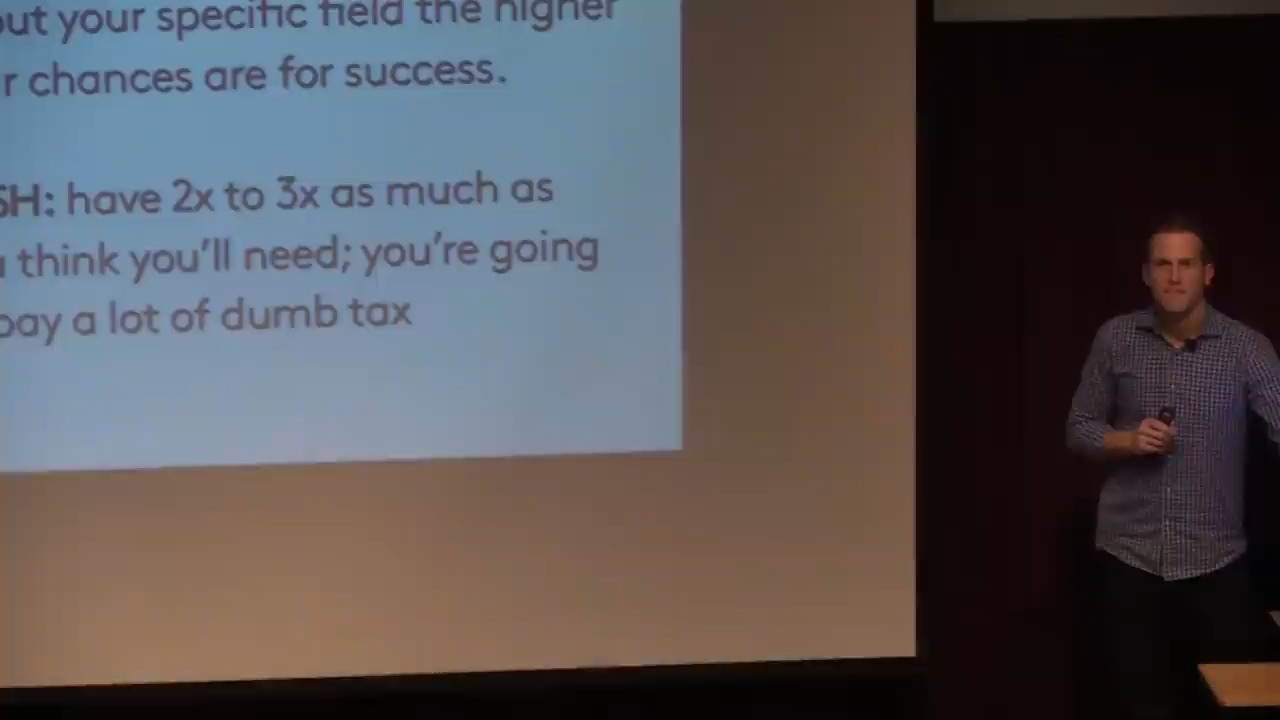 out your specific field the higher
r chances are for success.
SH: have 2x to 3x as much as
think you'll need; you're going
pay a lot of dumb tax